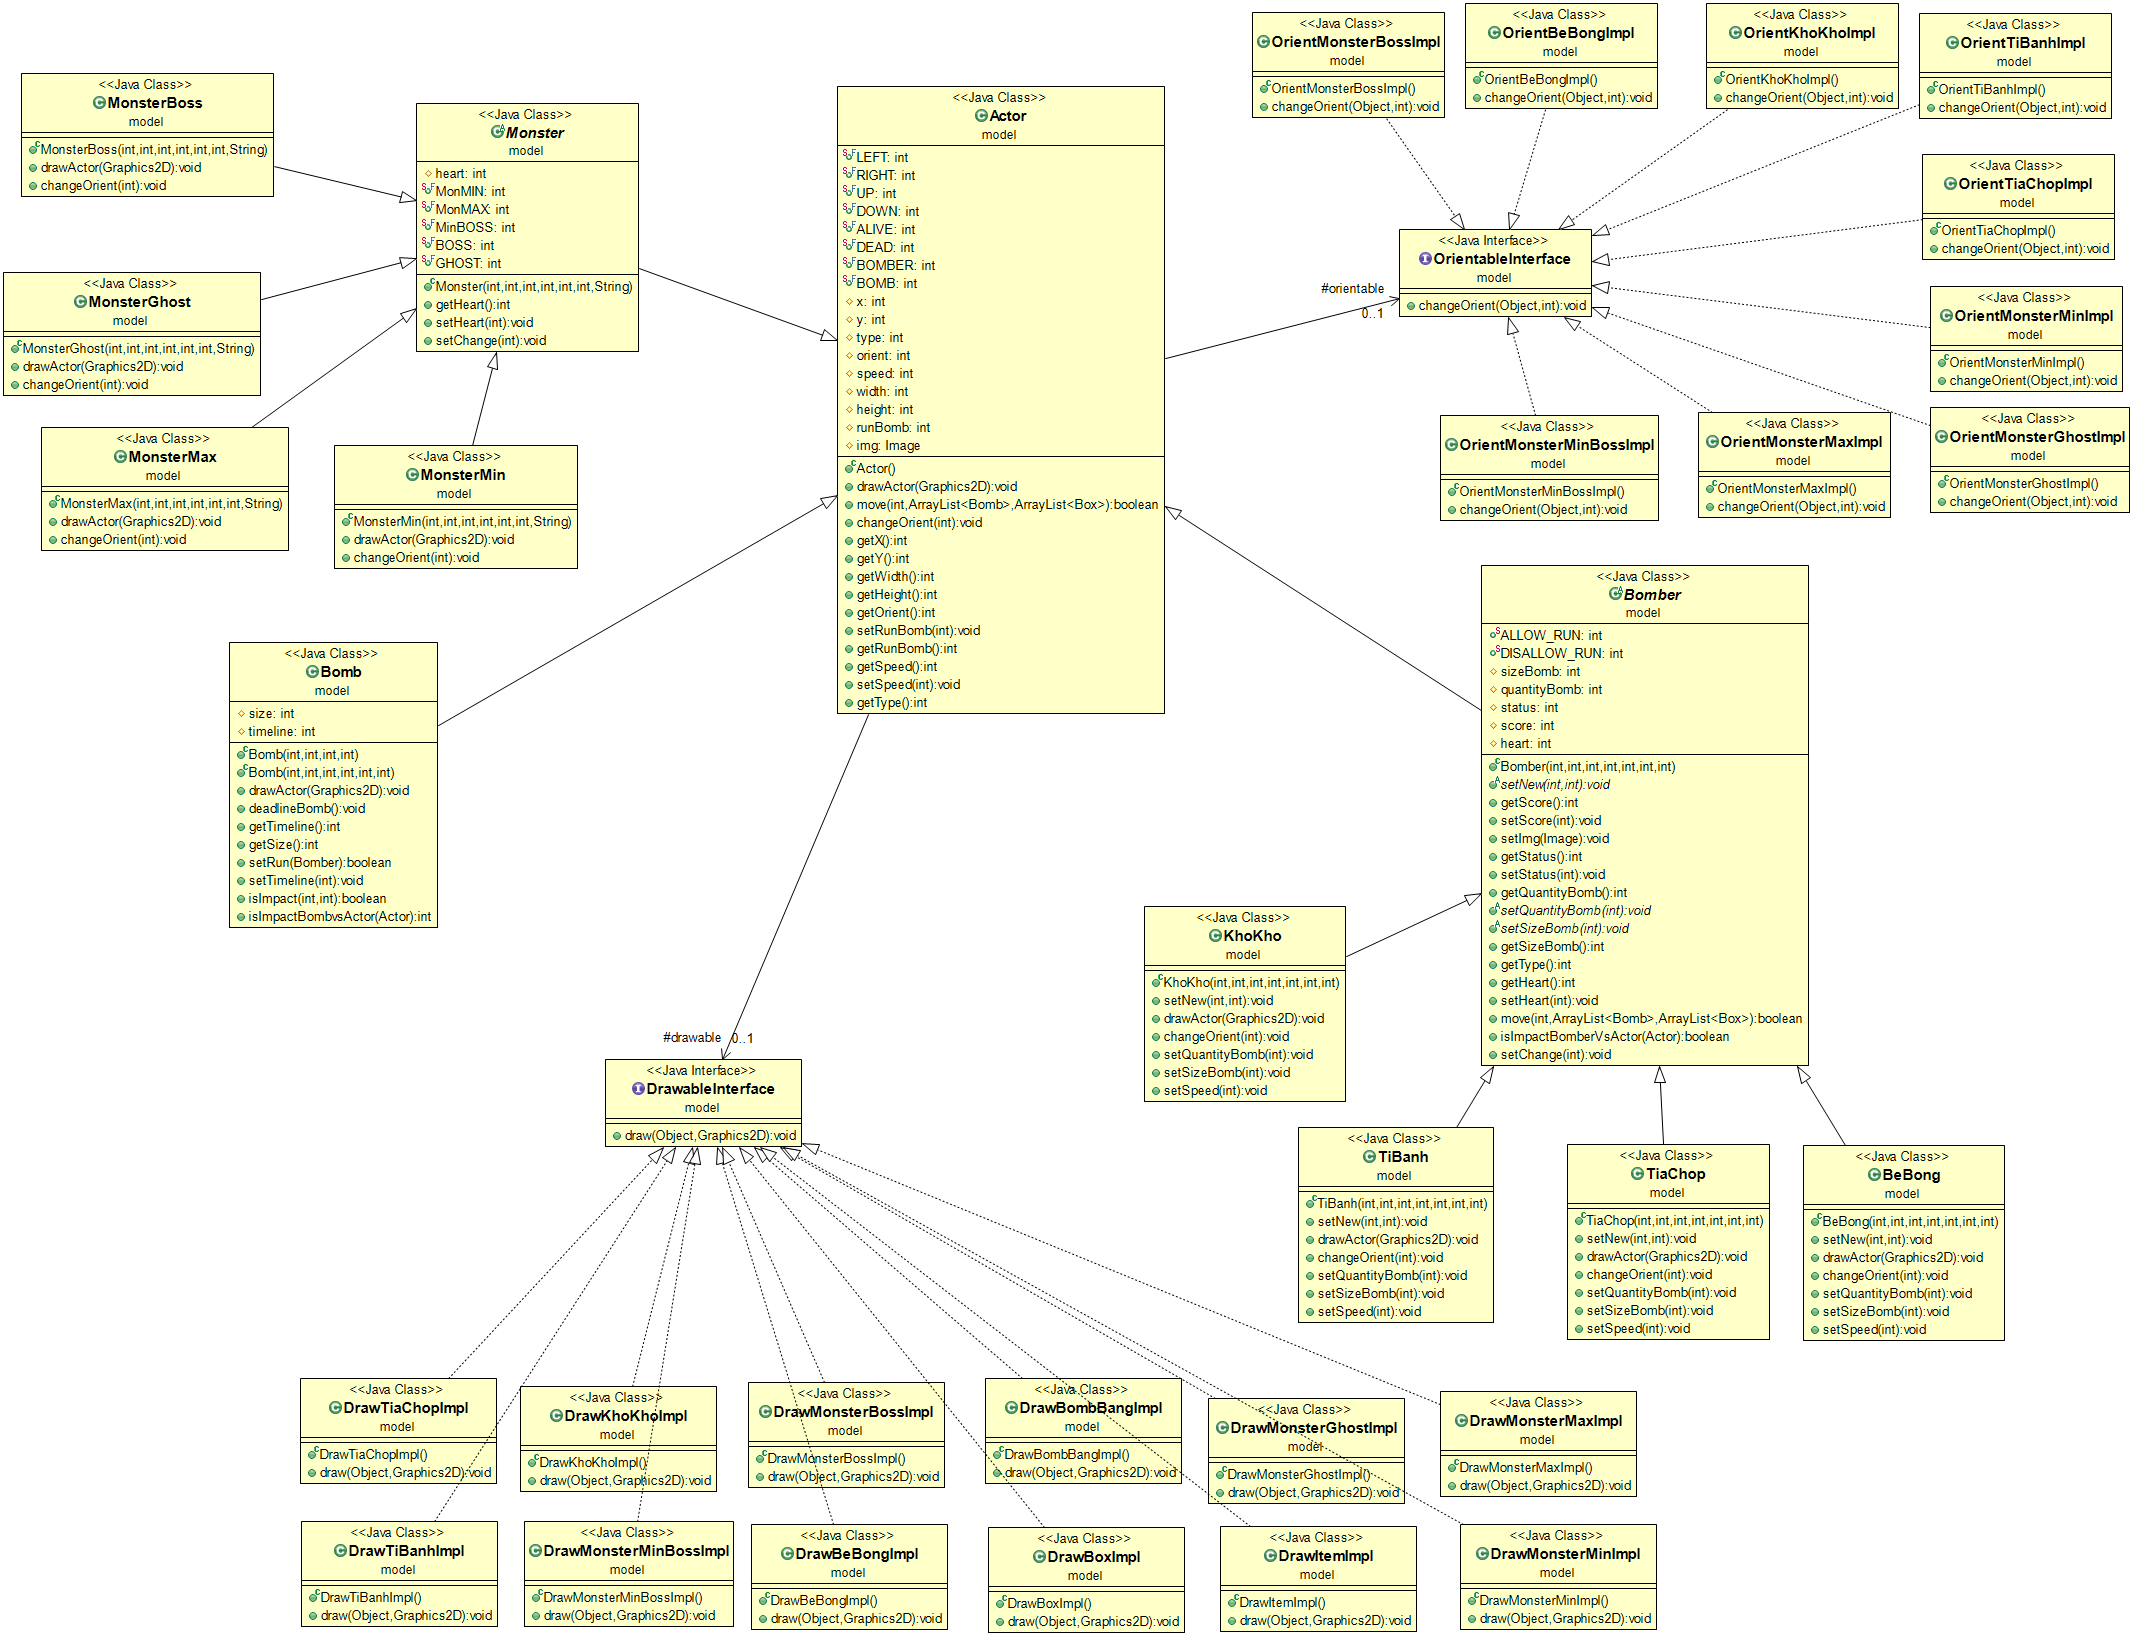 <<Java Class>>
MonsterBoss
model
MonsterBoss(int,int,int,int,int,int,String)
drawActor(Graphics2D):void
changeOrient(int):void
<<Java Class>>
MonsterGhost
model
MonsterGhost(int,int,int,int,int,int,String)
drawActor(Graphics2D):void
changeOrient(int):void
<<Java Class>>
MonsterMax
model
MonsterMax(int,int,int,int,int,int,String)
drawActor(Graphics2D):void
changeOrient(int):void
<<Java Class>>
MonsterMin
model
MonsterMin(int,int,int,int,int,int,String)
drawActor(Graphics2D):void
changeOrient(int):void
<<Java Class>>
Monster
model
heart: int
MonMIN: int
MonMAX: int
MinBOSS: int
BOSS: int
GHOST: int
Monster(int,int,int,int,int,int,String)
getHeart():int
setHeart(int):void
setChange(int):void
<<Java Class>>
Actor
model
LEFT: int
RIGHT: int
UP: int
DOWN: int
ALIVE: int
DEAD: int
BOMBER: int
BOMB: int
x: int
y: int
type: int
orient: int
speed: int
width: int
height: int
runBomb: int
img: Image
Actor()
drawActor(Graphics2D):void
move(int,ArrayList<Bomb>,ArrayList<Box>):boolean
changeOrient(int):void
getX():int
getY():int
getWidth():int
getHeight():int
getOrient():int
setRunBomb(int):void
getRunBomb():int
getSpeed():int
setSpeed(int):void
getType():int
<<Java Class>>
OrientMonsterBossImpl
model
OrientMonsterBossImpl()
changeOrient(Object,int):void
<<Java Class>>
OrientBeBongImpl
model
OrientBeBongImpl()
changeOrient(Object,int):void
<<Java Class>>
OrientKhoKhoImpl
model
OrientKhoKhoImpl()
changeOrient(Object,int):void
<<Java Class>>
OrientTiBanhImpl
model
OrientTiBanhImpl()
changeOrient(Object,int):void
<<Java Class>>
OrientTiaChopImpl
model
OrientTiaChopImpl()
changeOrient(Object,int):void
<<Java Interface>>
OrientableInterface
model
changeOrient(Object,int):void
#orientable
0..1
<<Java Class>>
OrientMonsterMinImpl
model
OrientMonsterMinImpl()
changeOrient(Object,int):void
<<Java Class>>
OrientMonsterMinBossImpl
model
OrientMonsterMinBossImpl()
changeOrient(Object,int):void
<<Java Class>>
OrientMonsterMaxImpl
model
OrientMonsterMaxImpl()
changeOrient(Object,int):void
<<Java Class>>
OrientMonsterGhostImpl
model
OrientMonsterGhostImpl()
changeOrient(Object,int):void
<<Java Class>>
Bomb
model
size: int
timeline: int
Bomb(int,int,int,int)
Bomb(int,int,int,int,int,int)
drawActor(Graphics2D):void
deadlineBomb():void
getTimeline():int
getSize():int
setRun(Bomber):boolean
setTimeline(int):void
isImpact(int,int):boolean
isImpactBombvsActor(Actor):int
<<Java Class>>
Bomber
model
ALLOW_RUN: int
DISALLOW_RUN: int
sizeBomb: int
quantityBomb: int
status: int
score: int
heart: int
Bomber(int,int,int,int,int,int,int)
setNew(int,int):void
getScore():int
setScore(int):void
setImg(Image):void
getStatus():int
setStatus(int):void
getQuantityBomb():int
setQuantityBomb(int):void
setSizeBomb(int):void
getSizeBomb():int
getType():int
getHeart():int
setHeart(int):void
move(int,ArrayList<Bomb>,ArrayList<Box>):boolean
isImpactBomberVsActor(Actor):boolean
setChange(int):void
<<Java Class>>
KhoKho
model
KhoKho(int,int,int,int,int,int,int)
setNew(int,int):void
drawActor(Graphics2D):void
changeOrient(int):void
setQuantityBomb(int):void
setSizeBomb(int):void
setSpeed(int):void
<<Java Class>>
TiBanh
model
TiBanh(int,int,int,int,int,int,int)
setNew(int,int):void
drawActor(Graphics2D):void
changeOrient(int):void
setQuantityBomb(int):void
setSizeBomb(int):void
setSpeed(int):void
<<Java Class>>
TiaChop
model
TiaChop(int,int,int,int,int,int,int)
setNew(int,int):void
drawActor(Graphics2D):void
changeOrient(int):void
setQuantityBomb(int):void
setSizeBomb(int):void
setSpeed(int):void
<<Java Class>>
BeBong
model
BeBong(int,int,int,int,int,int,int)
setNew(int,int):void
drawActor(Graphics2D):void
changeOrient(int):void
setQuantityBomb(int):void
setSizeBomb(int):void
setSpeed(int):void
#drawable
0..1
<<Java Interface>>
DrawableInterface
model
draw(Object,Graphics2D):void
<<Java Class>>
DrawTiaChopImpl
model
DrawTiaChopImpl()
draw(Object,Graphics2D):void
<<Java Class>>
DrawKhoKhoImpl
model
DrawKhoKhoImpl()
draw(Object,Graphics2D):void
<<Java Class>>
DrawMonsterBossImpl
model
DrawMonsterBossImpl()
draw(Object,Graphics2D):void
<<Java Class>>
DrawBombBangImpl
model
DrawBombBangImpl()
draw(Object,Graphics2D):void
<<Java Class>>
DrawMonsterGhostImpl
model
DrawMonsterGhostImpl()
draw(Object,Graphics2D):void
<<Java Class>>
DrawMonsterMaxImpl
model
DrawMonsterMaxImpl()
draw(Object,Graphics2D):void
<<Java Class>>
DrawTiBanhImpl
model
DrawTiBanhImpl()
draw(Object,Graphics2D):void
<<Java Class>>
DrawMonsterMinBossImpl
model
DrawMonsterMinBossImpl()
draw(Object,Graphics2D):void
<<Java Class>>
DrawBeBongImpl
model
DrawBeBongImpl()
draw(Object,Graphics2D):void
<<Java Class>>
DrawBoxImpl
model
DrawBoxImpl()
draw(Object,Graphics2D):void
<<Java Class>>
DrawItemImpl
model
DrawItemImpl()
draw(Object,Graphics2D):void
<<Java Class>>
DrawMonsterMinImpl
model
DrawMonsterMinImpl()
draw(Object,Graphics2D):void